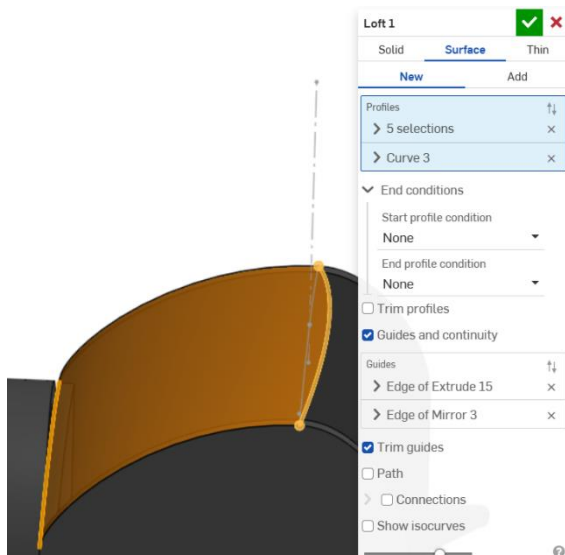 Loft 1
Solid Surface Thin
New Add
Profiles
5 selections
Curve 3
End conditions
Start profile condition
None
End profile condition
None
Trim profiles
Guides and continuity
Guides
Edge of Extrude 15
Edge of Mirror 3
Trim guides
Path
Connections
Show isocurves